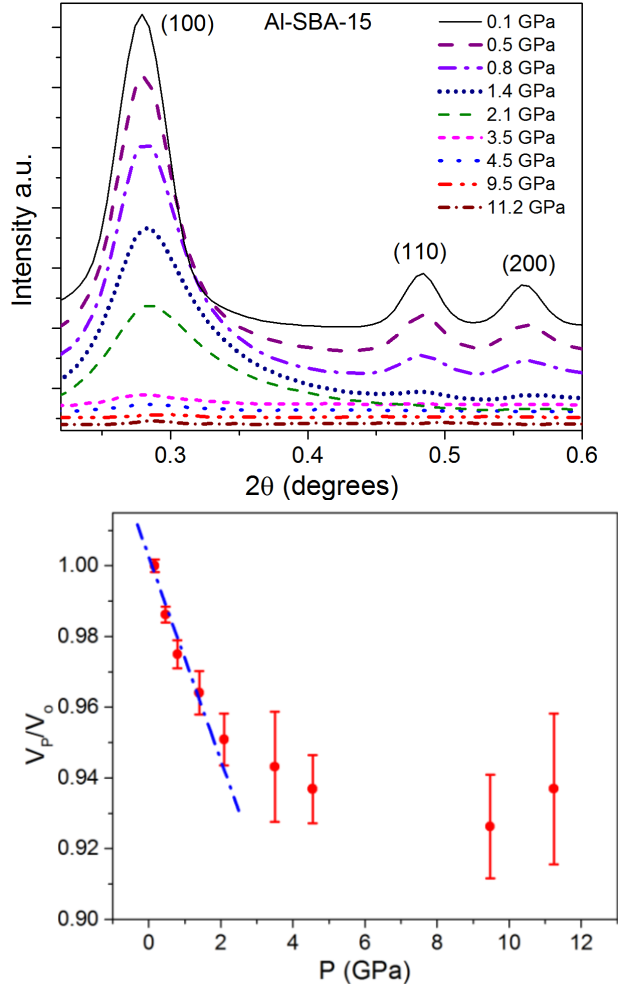 (100)
Al-SBA-15
0.1 GPa
0.5 GPa
0.8 GPa
1.4 GPa
2.1 GPa
3.5 GPa
4.5 GPa
9.5 GPa
11.2 GPa
(110)
(200)
Intensity a.u.
0.3 0.4 0.5 0.6
2θ (degrees)
1.00
0.98
0.96
0.94
0.92
0.90
V_P/V_o
0 2 4 6 8 10 12
P (GPa)